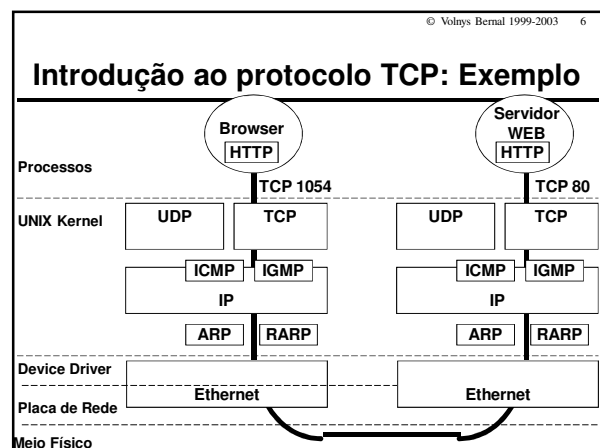 © Volnys Bernal 1999-2003 6
Introdução ao protocolo TCP: Exemplo
Browser
HTTP
Servidor
WEB
HTTP
Processos
TCP 1054
TCP 80
UNIX Kernel
UDP
TCP
UDP
TCP
ICMP
IGMP
ICMP
IGMP
IP
IP
ARP
RARP
ARP
RARP
Device Driver
Ethernet
Ethernet
Placa de Rede
Meio Físico